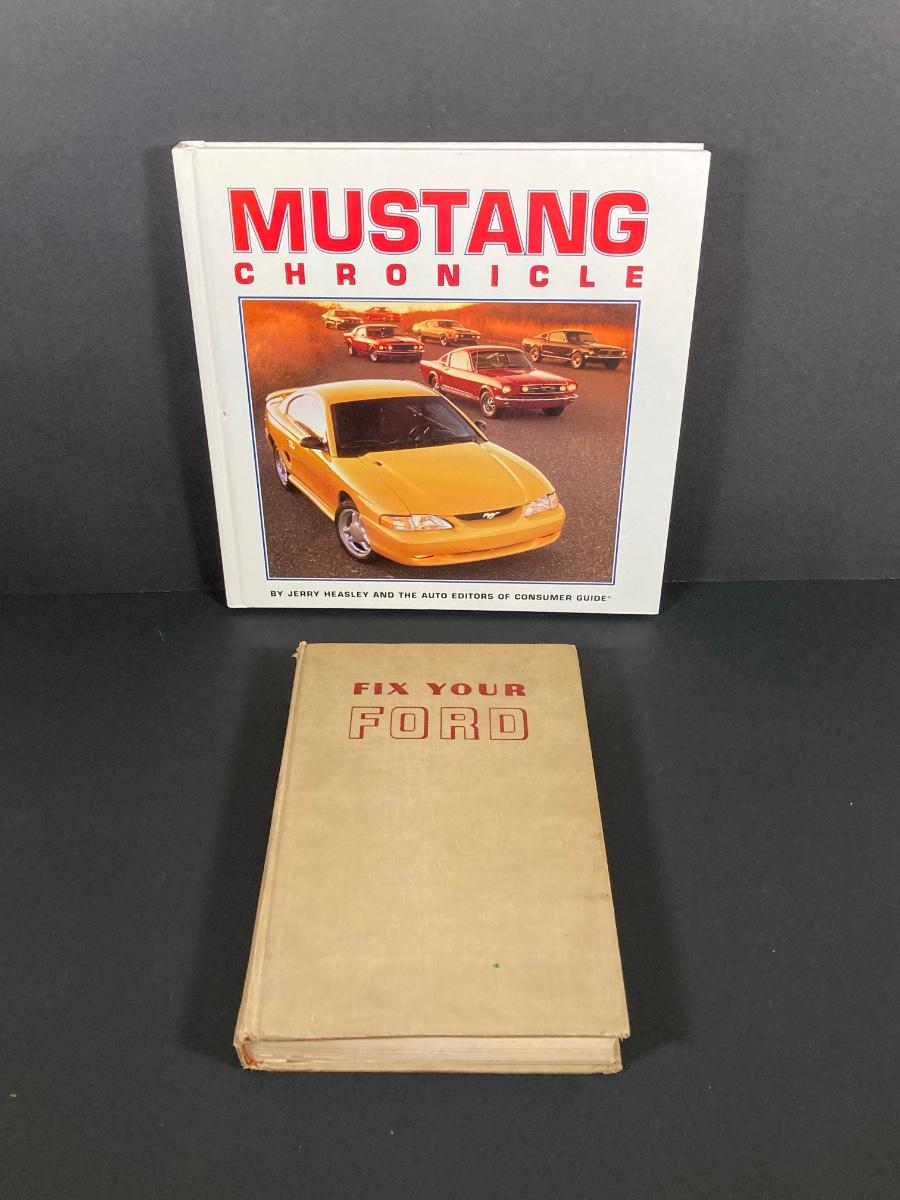 MUSTANG
CHRONICLE
BY JERRY HEASLEY AND THE AUTO EDITORS OF CONSUMER GUIDE®
FIX YOUR
FORD